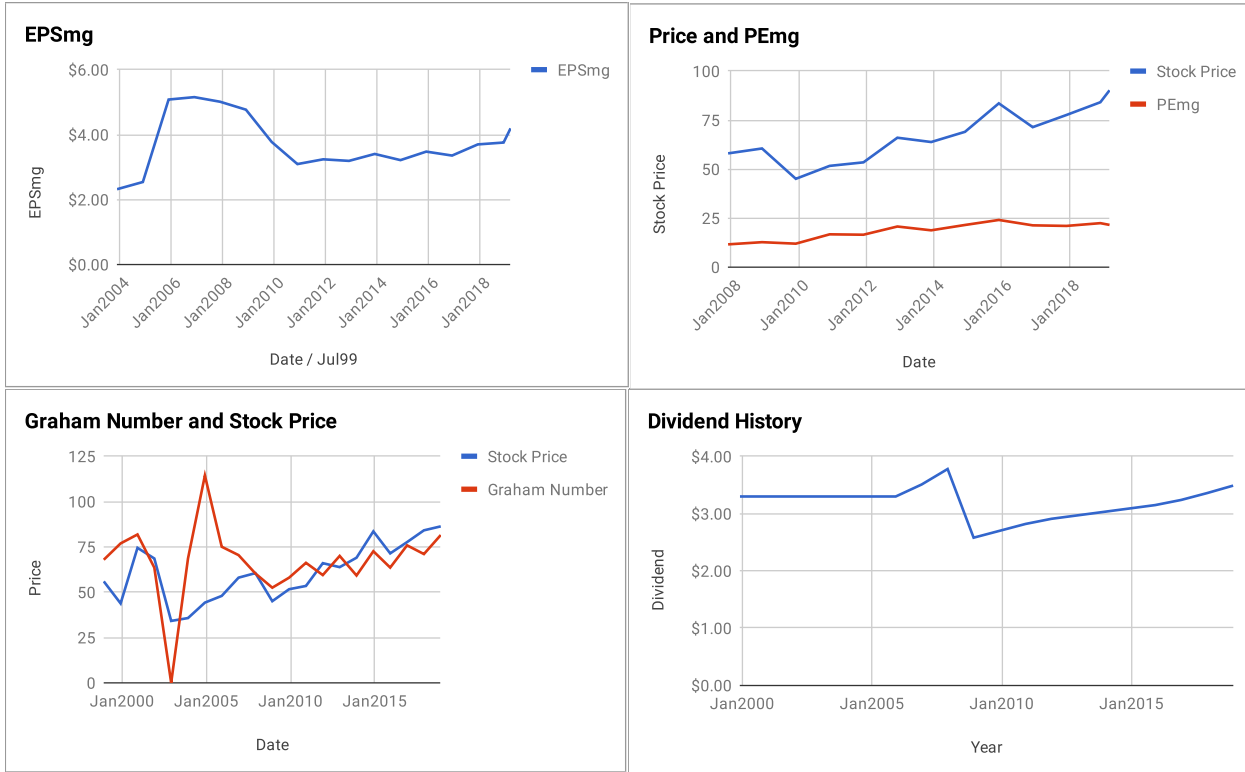 EPSmg
$6.00
$4.00
$2.00
$0.00
EPSmg
Jan2004
Jan2006
Jan2008
Jan2010
Jan2012
Jan2014
Jan2016
Jan2018
Date / Jul99
EPSmg
Price and PEmg
100
75
50
25
0
Stock Price
Jan2008
Jan2010
Jan2012
Jan2014
Jan2016
Jan2018
Date
Stock Price
PEmg
Graham Number and Stock Price
125
100
75
50
25
0
Price
Jan2000
Jan2005
Jan2010
Jan2015
Date
Stock Price
Graham Number
Dividend History
$4.00
$3.00
$2.00
$1.00
$0.00
Dividend
Jan2000
Jan2005
Jan2010
Jan2015
Year